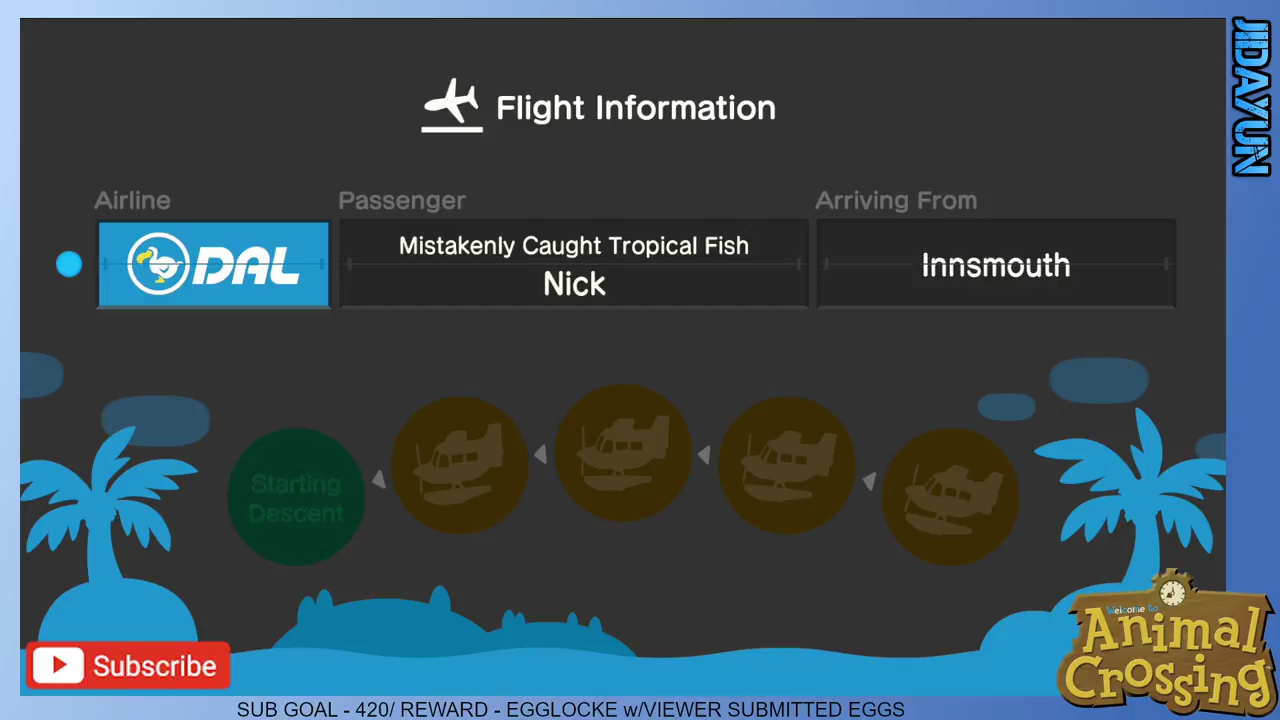 JIDAVUN
Flight Information
Airline
Passenger
Arriving From
DAL
Mistakenly Caught Tropical Fish
Nick
Innsmouth
Starting
Descent
Welcome to
Animal
Crossing
Subscribe
SUB GOAL - 420/ REWARD - EGGLOCKE w/VIEWER SUBMITTED EGGS